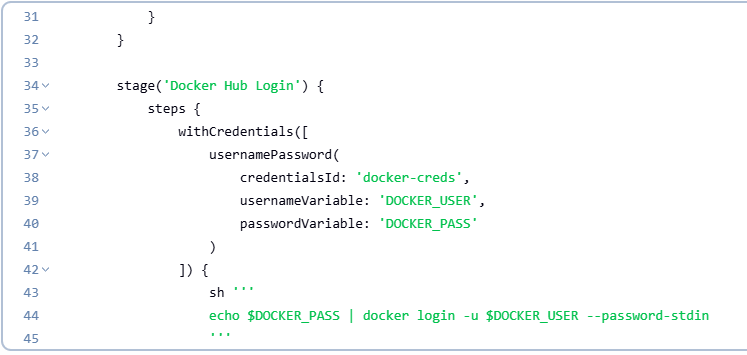 31 }
32 }
33
34 stage('Docker Hub Login') {
35 steps {
36 withCredentials([
37 usernamePassword(
38 credentialsId: 'docker-creds',
39 usernameVariable: 'DOCKER_USER',
40 passwordVariable: 'DOCKER_PASS'
41 )
42 ]) {
43 sh '''
44 echo $DOCKER_PASS | docker login -u $DOCKER_USER --password-stdin
45 '''